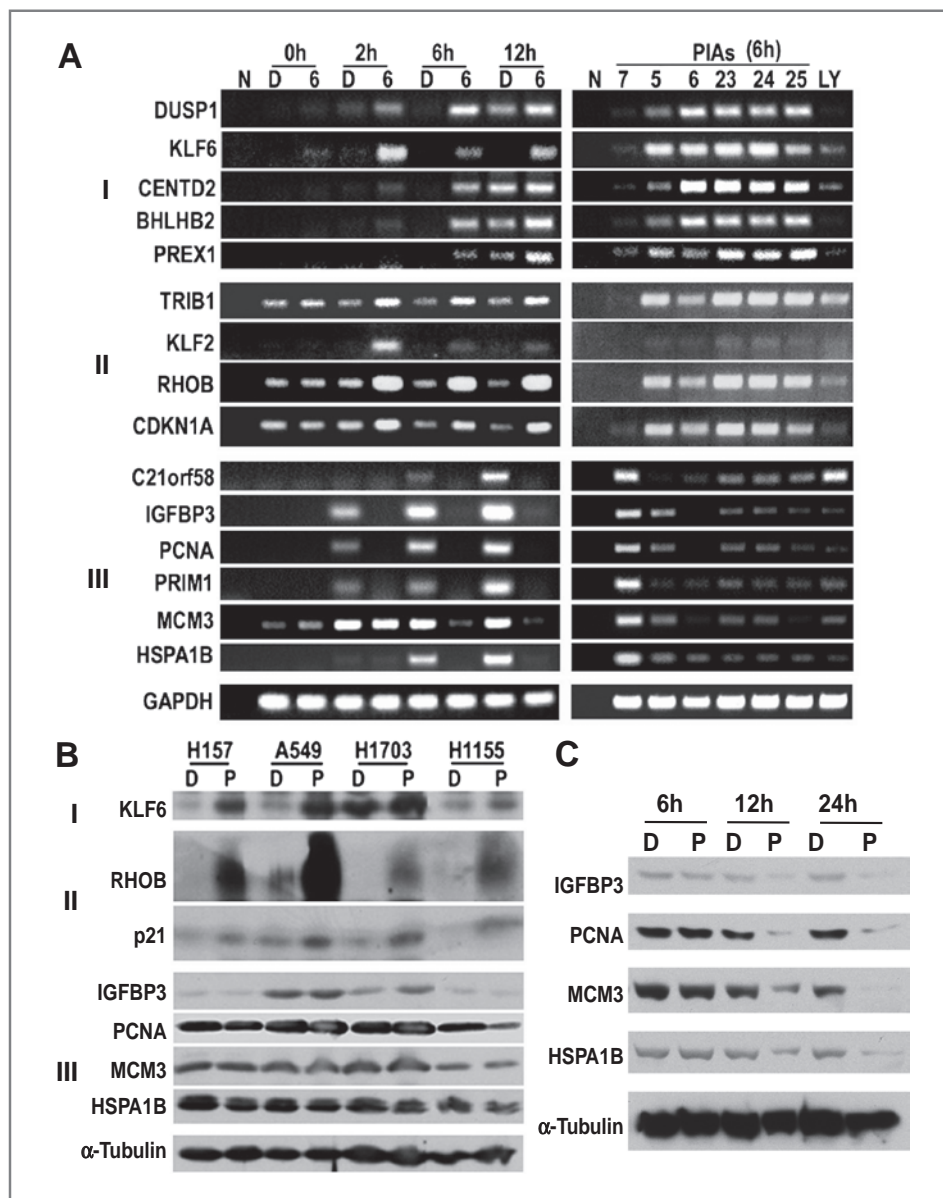 A
0h 2h 6h 12h
N D 6 D 6 D 6 D 6
PIAs (6h)
N 7 5 6 23 24 25 LY
I
DUSP1
KLF6
CENTD2
BHLHB2
PREX1
II
TRIB1
KLF2
RHOB
CDKN1A
III
C21orf58
IGFBP3
PCNA
PRIM1
MCM3
HSPA1B
GAPDH
B
H157 A549 H1703 H1155
D P D P D P D P
I
KLF6
II
RHOB
p21
III
IGFBP3
PCNA
MCM3
HSPA1B
α-Tubulin
C
6h 12h 24h
D P D P D P
IGFBP3
PCNA
MCM3
HSPA1B
α-Tubulin